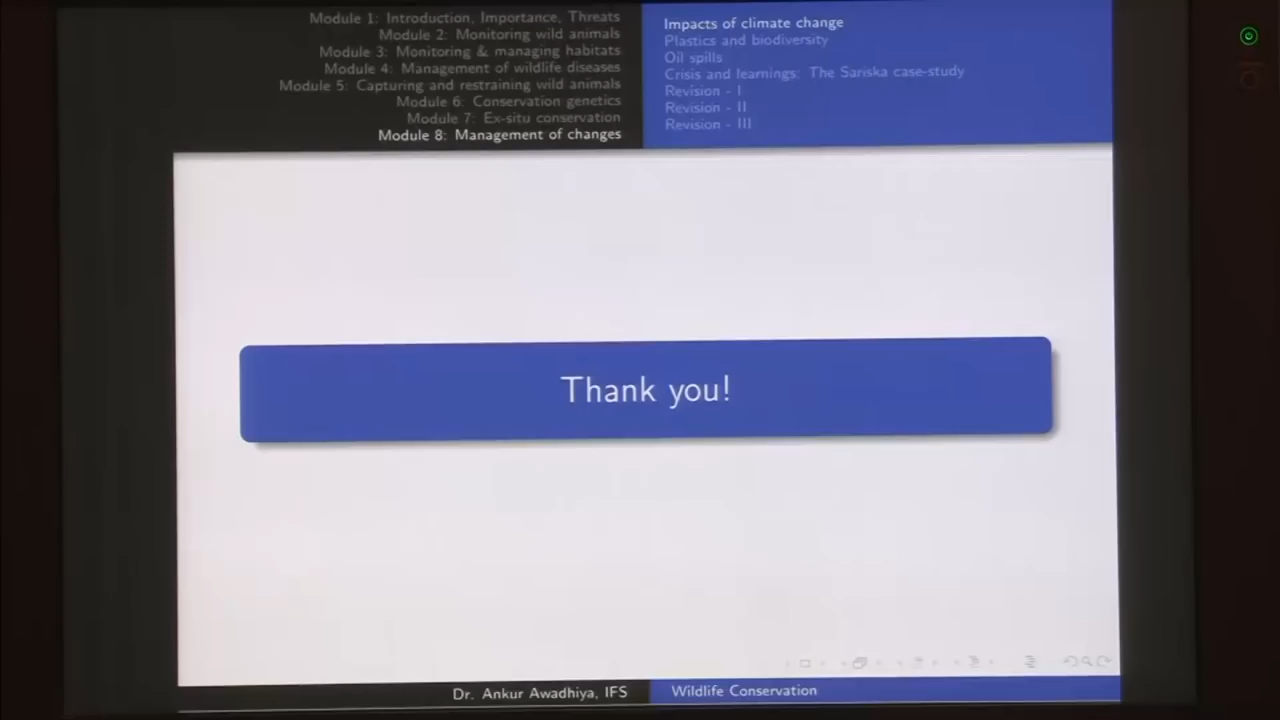 Module 1: Introduction, Importance, Threats
Module 2: Monitoring wild animals
Module 3: Monitoring & managing habitats
Module 4: Management of wildlife diseases
Module 5: Capturing and restraining wild animals
Module 6: Conservation genetics
Module 7: Ex-situ conservation
Module 8: Management of changes
Impacts of climate change
Plastics and biodiversity
Oil spills
Crisis and learnings: The Sariska case-study
Revision - I
Revision - II
Revision - III
Thank you!
Dr. Ankur Awadhiya, IFS
Wildlife Conservation